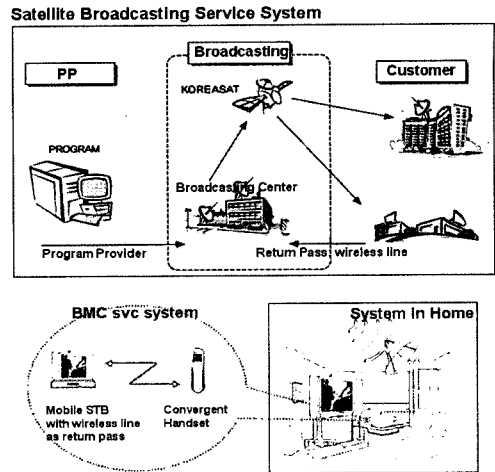 Satellite Broadcasting Service System
Broadcasting
PP
Customer
KOREASAT
PROGRAM
Broadcasting Center
Program Provider
Return Pass: wireless line
BMC svc system
System in Home
Mobile STB
with wireless line
as return pass
Convergent
Handset